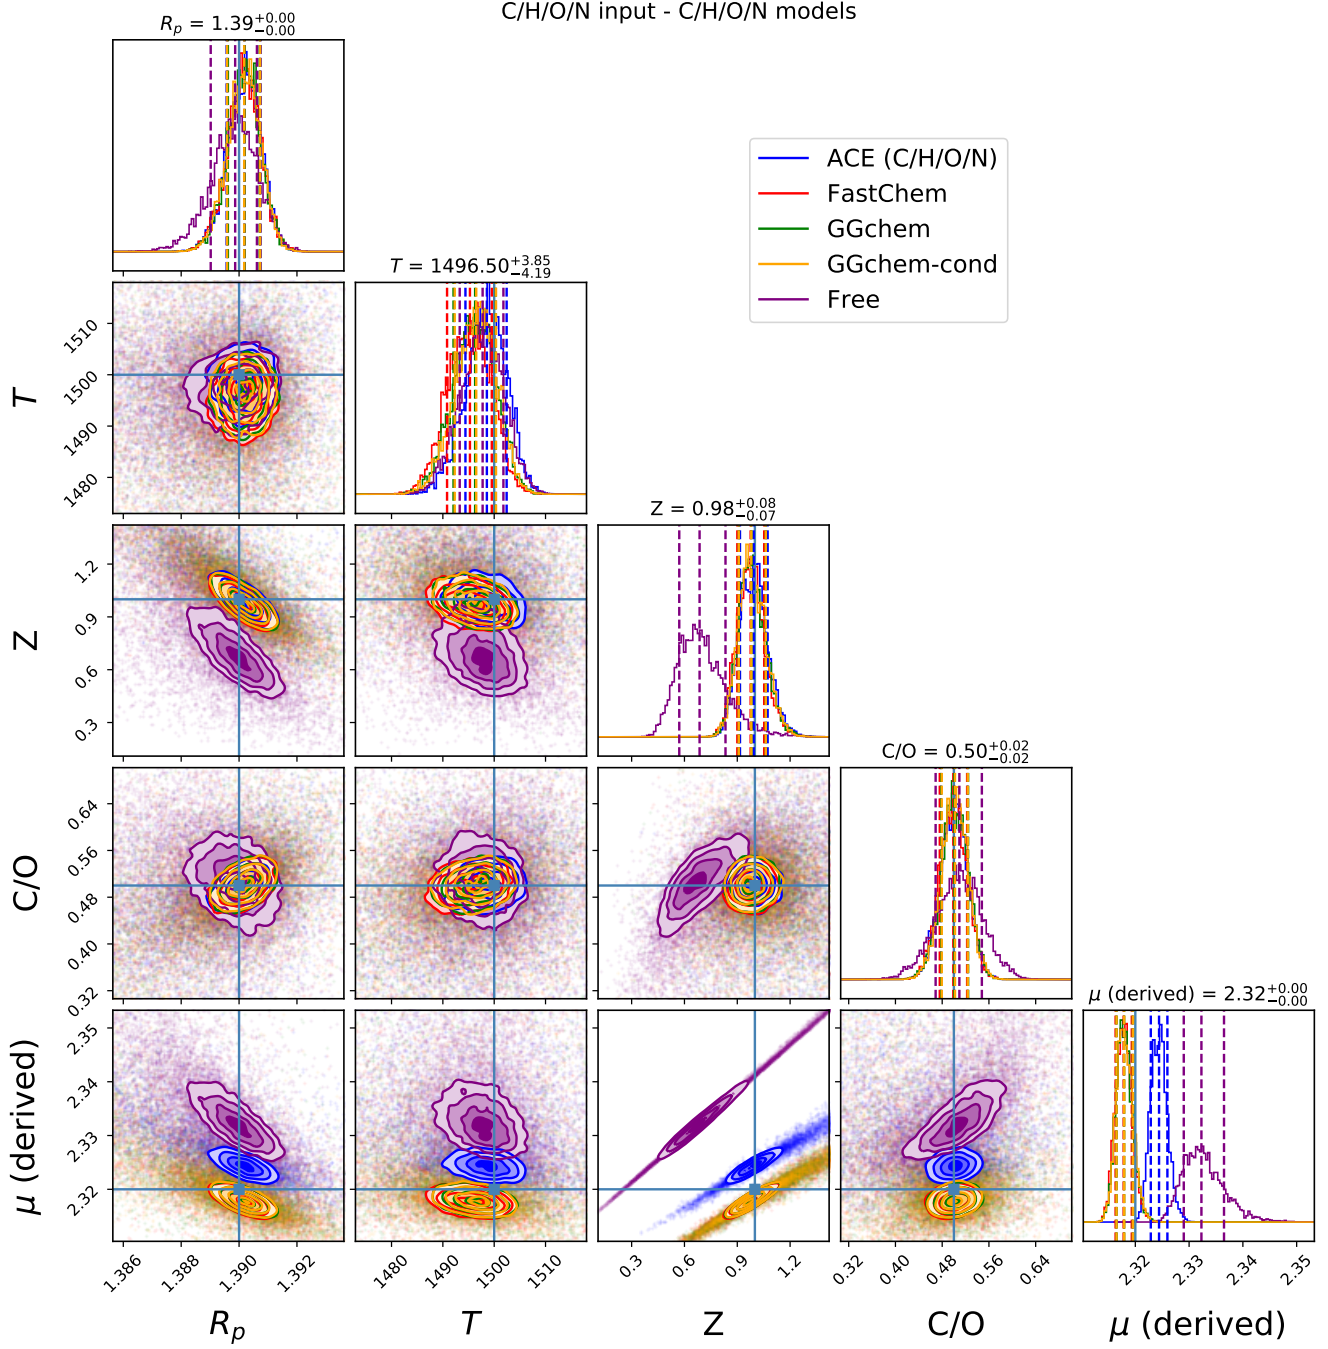 C/H/O/N input - C/H/O/N models
R_p = 1.39^{+0.00}_{-0.00}
ACE (C/H/O/N)
FastChem
GGchem
GGchem-cond
Free
T = 1496.50^{+3.85}_{-4.19}
T
1510
1500
1490
1480
Z = 0.98^{+0.08}_{-0.07}
Z
1.2
0.9
0.6
0.3
C/O = 0.50^{+0.02}_{-0.02}
C/O
0.64
0.56
0.48
0.40
0.32
μ (derived) = 2.32^{+0.00}_{-0.00}
μ (derived)
2.35
2.34
2.33
2.32
1.386 1.388 1.390 1.392 1480 1490 1500 1510 0.3 0.6 0.9 1.2 0.32 0.40 0.48 0.56 0.64 2.32 2.33 2.34 2.35
R_p T Z C/O μ (derived)